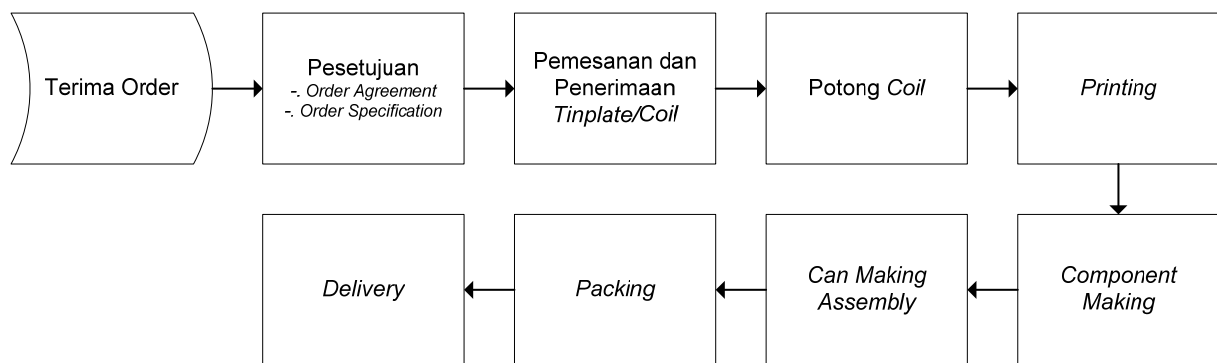 Terima Order
Pesetujuan
-. Order Agreement
-. Order Specification
Pemesanan dan
Penerimaan
Tinplate/Coil
Potong Coil
Printing
Component
Making
Can Making
Assembly
Packing
Delivery